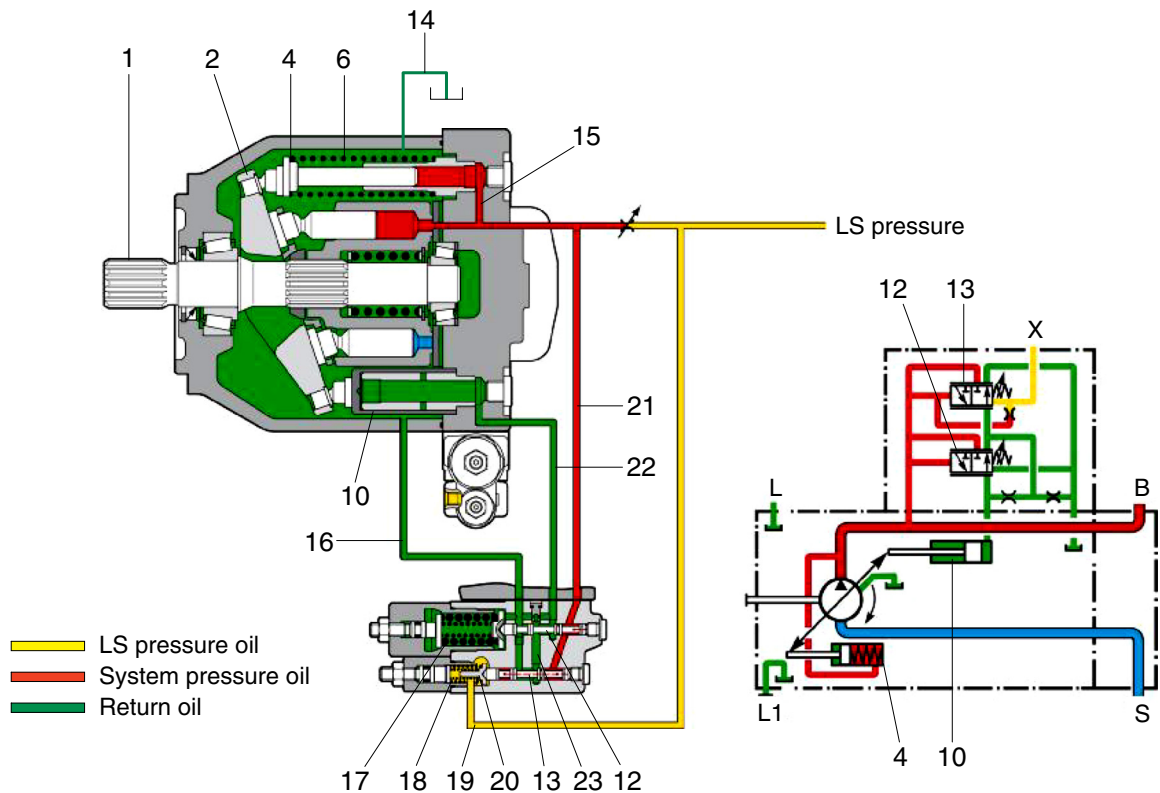 14
1 2 4 6
15
LS pressure
13
12
X
21
22
10
L
B
16
LS pressure oil
System pressure oil
Return oil
L1
S
4 10
17 18 19 20 13 23 12